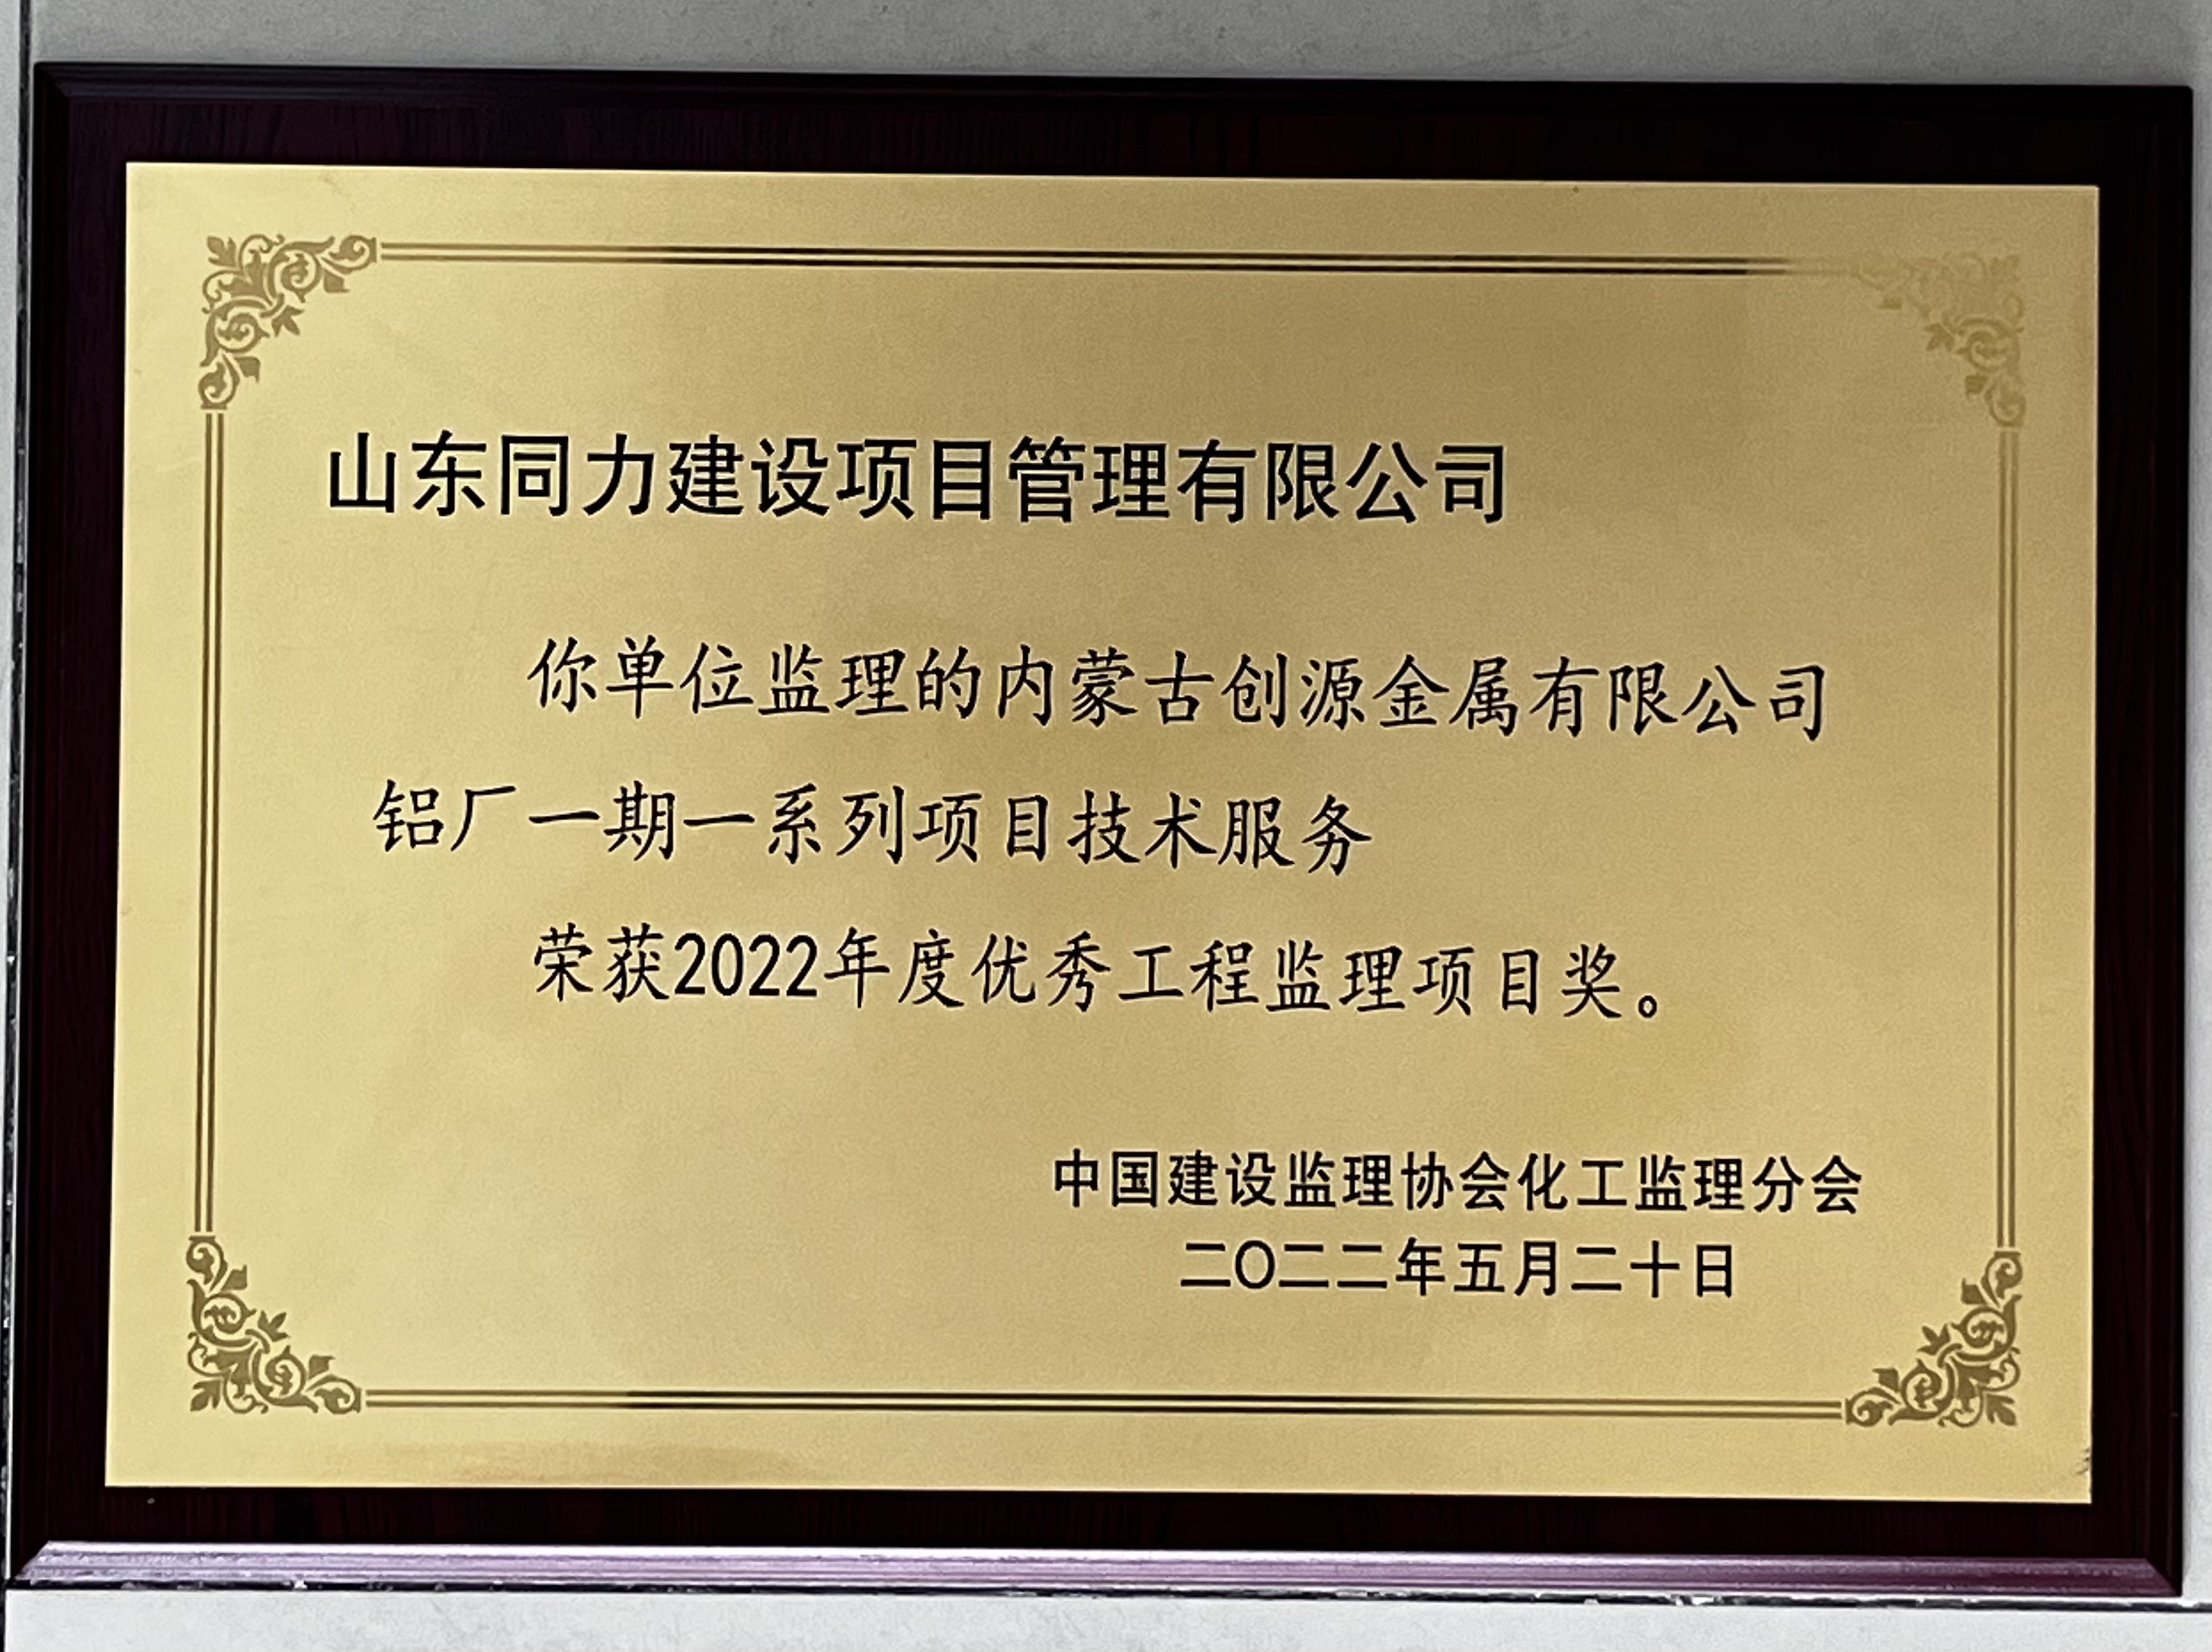 山东同力建设项目管理有限公司
你单位监理的内蒙古创源金属有限公司
铝厂一期一系列项目技术服务
荣获2022年度优秀工程监理项目奖。
中国建设监理协会化工监理分会
二〇二二年五月二十日